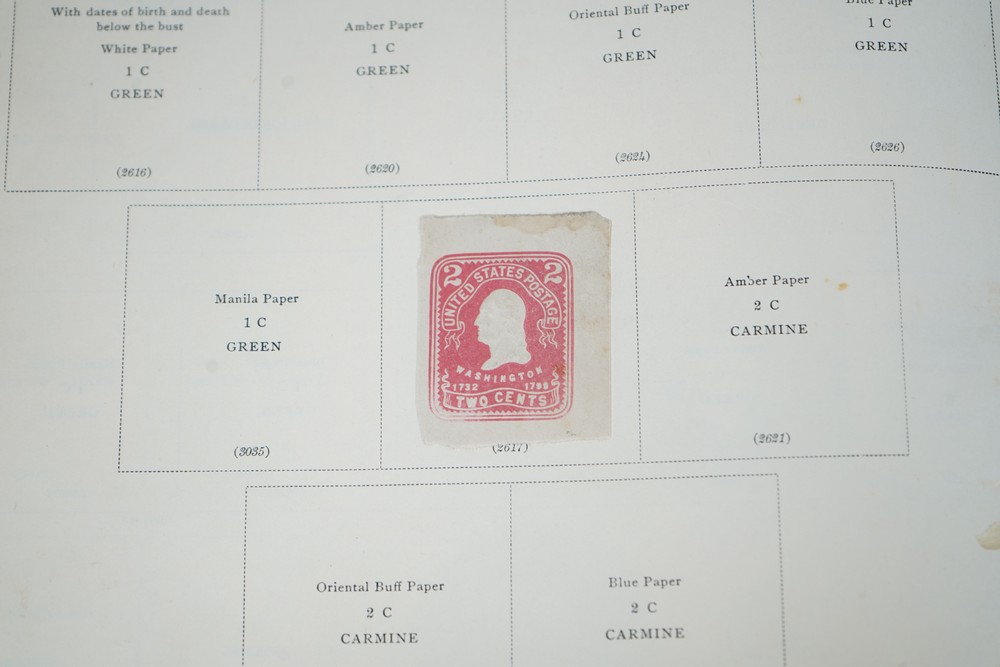 With dates of birth and death
below the bust
White Paper
1 C
GREEN
(2616)
Amber Paper
1 C
GREEN
(2620)
Oriental Buff Paper
1 C
GREEN
(2624)
Blue Paper
1 C
GREEN
(2626)
Manila Paper
1 C
GREEN
(3035)
2 2
UNITED STATES POSTAGE
WASHINGTON
1732 1799
TWO CENTS
(2617)
Amber Paper
2 C
CARMINE
(2621)
Oriental Buff Paper
2 C
CARMINE
Blue Paper
2 C
CARMINE